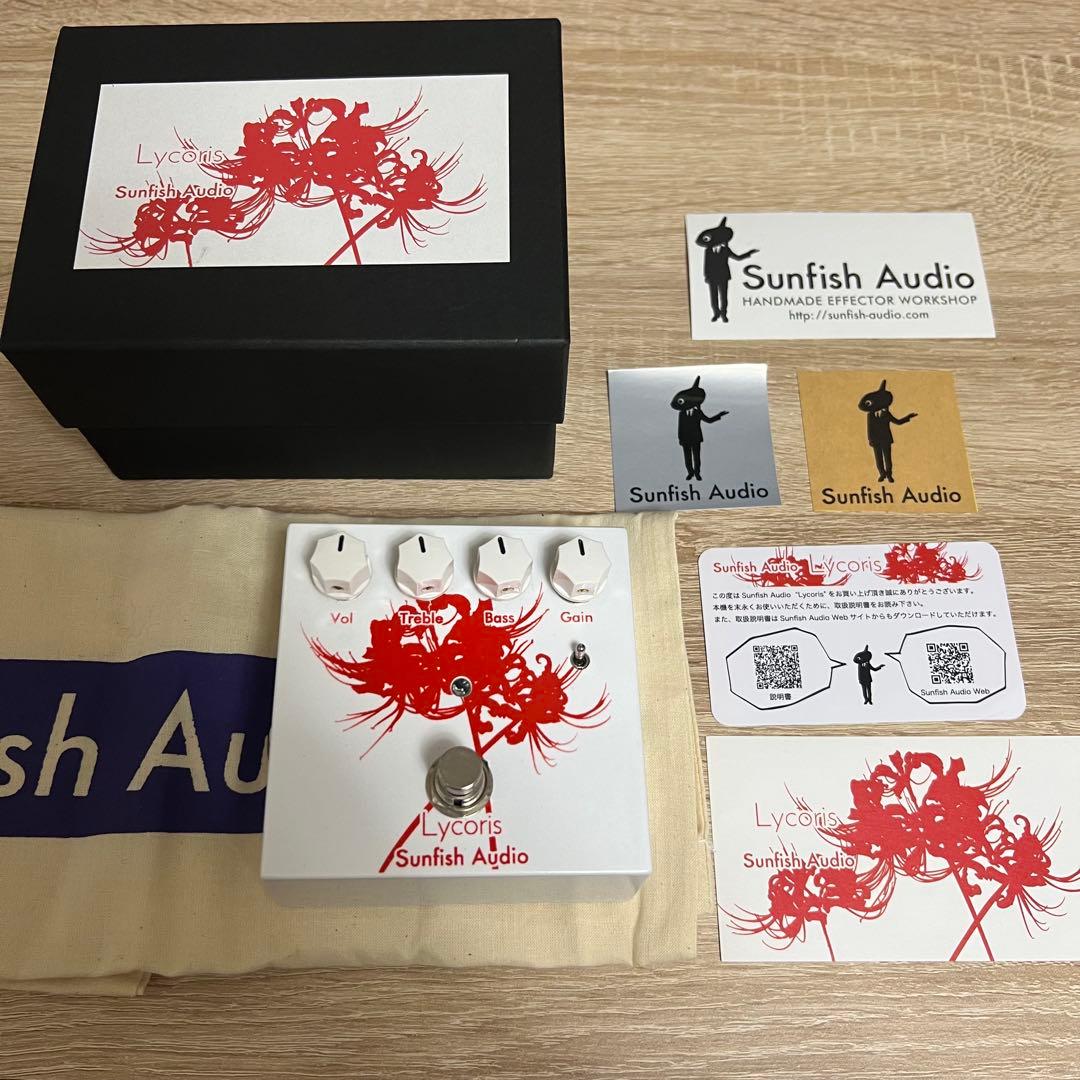 Lycoris
Sunfish Audio
Sunfish Audio
HANDMADE EFFECTOR WORKSHOP
http://sunfish-audio.com
Sunfish Audio
Sunfish Audio
sh Au
Vol Treble Bass Gain
Lycoris
Sunfish Audio
Sunfish Audio Lycoris
この度は Sunfish Audio "Lycoris"をお買い上げ頂き誠にありがとうございます。
本機を末永くお使いいただくために、取扱説明書をお読み下さい。
また、取扱説明書は Sunfish Audio Web サイトからもダウンロードしていただけます。
説明書
Sunfish Audio Web
Lycoris
Sunfish Audio